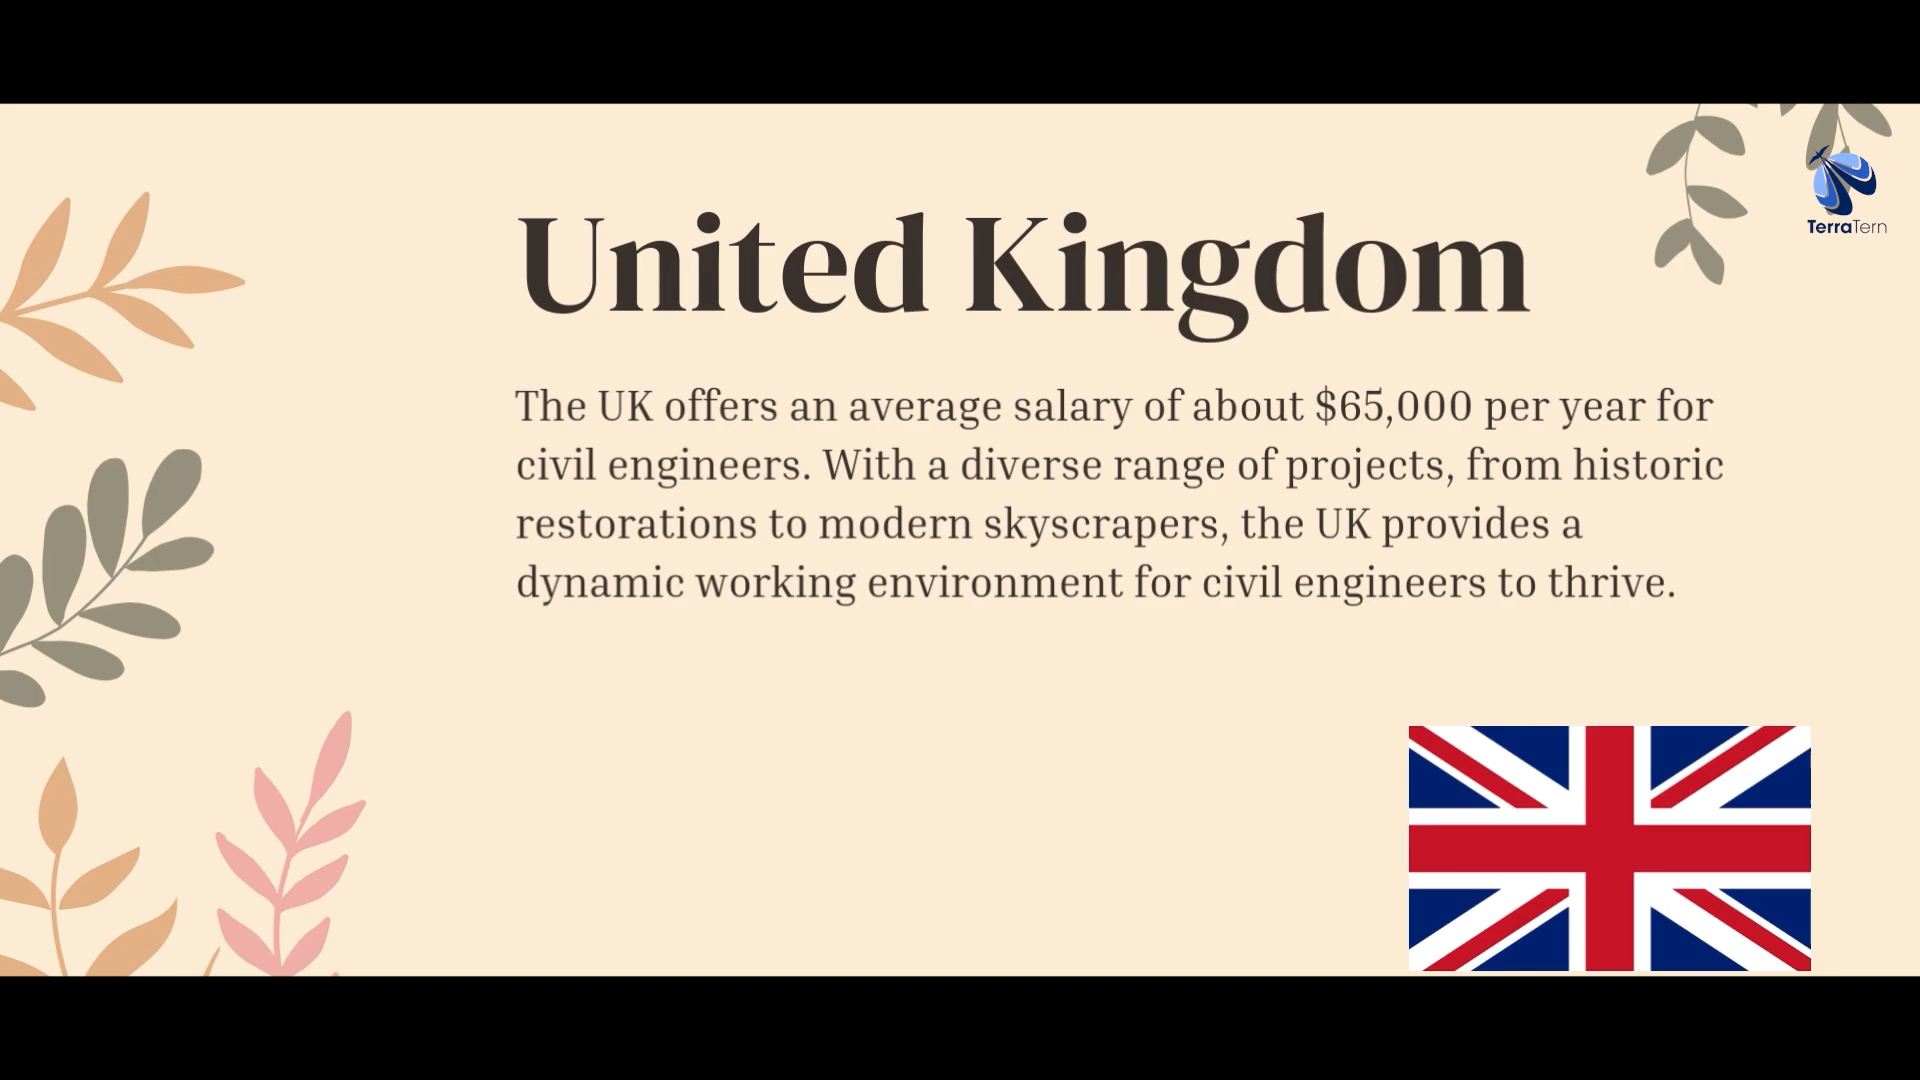 TerraTern
United Kingdom
The UK offers an average salary of about $65,000 per year for
civil engineers. With a diverse range of projects, from historic
restorations to modern skyscrapers, the UK provides a
dynamic working environment for civil engineers to thrive.